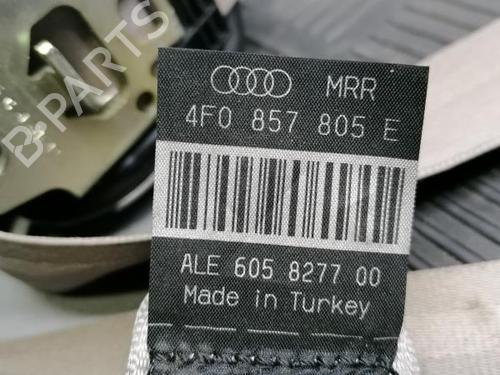 MRR
4F0 857 805 E
ALE 605 8277 00
Made in Turkey
B-PARTS